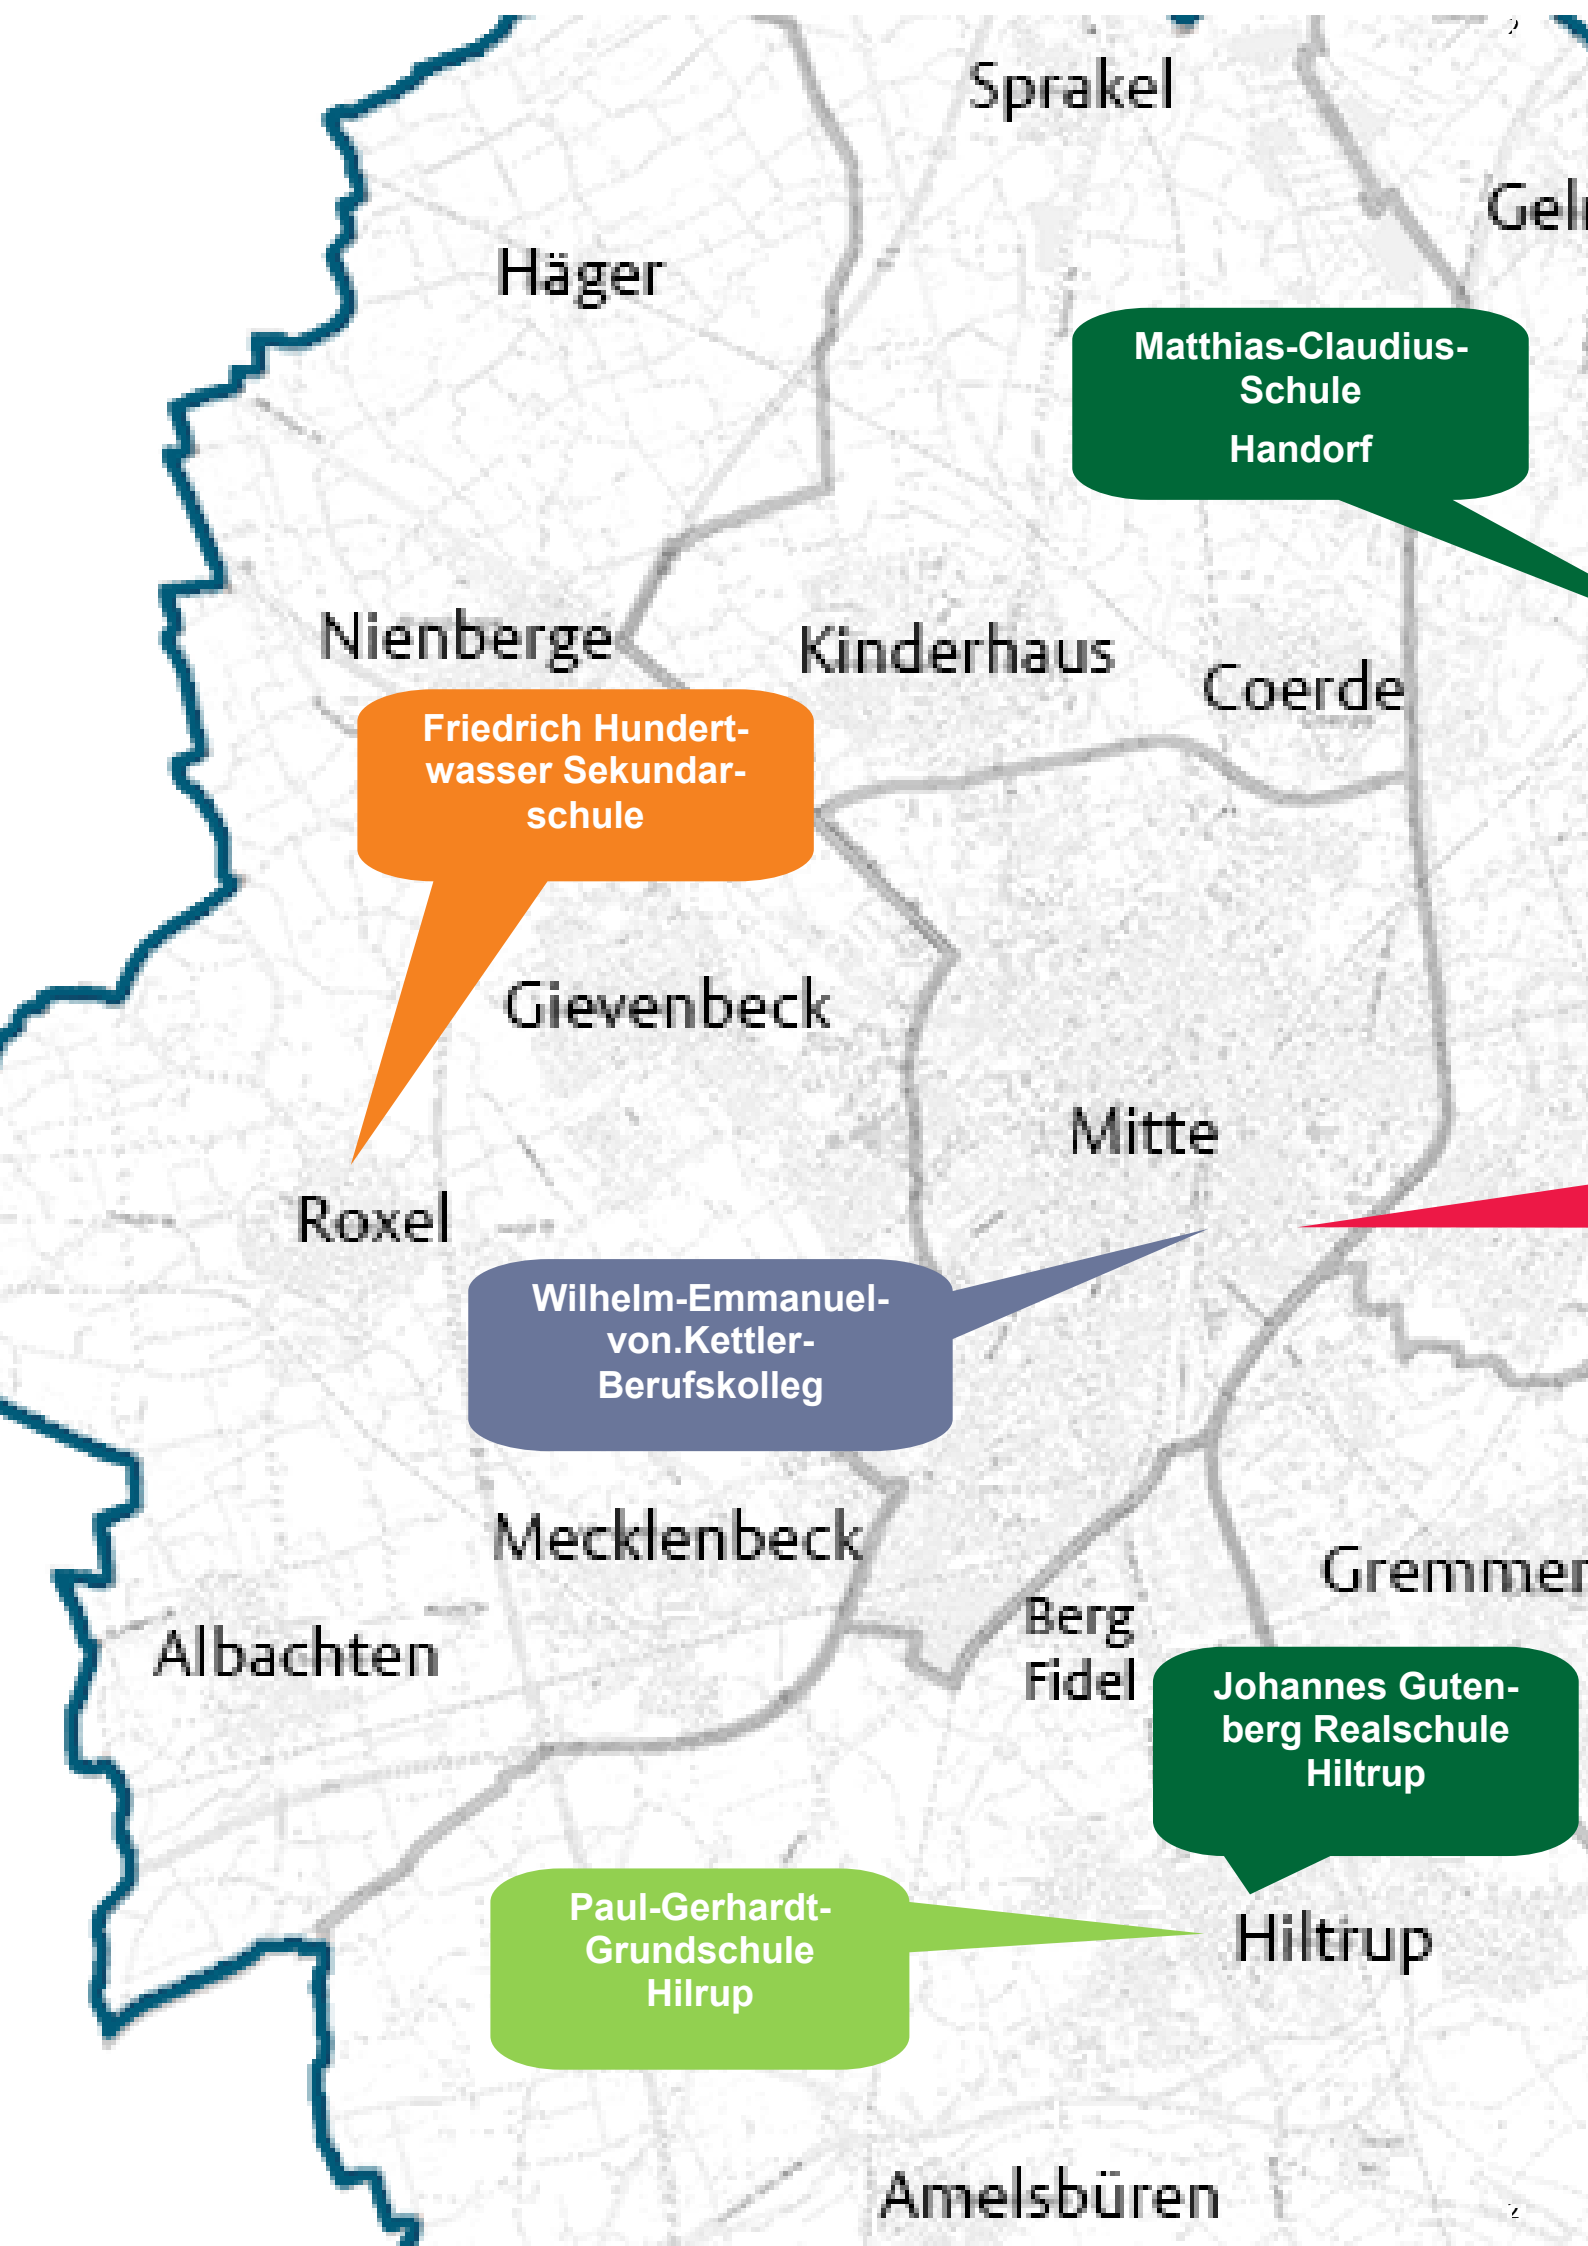 Sprakel
Häger
Matthias-Claudius-
Schule
Handorf
Nienberge
Kinderhaus
Coerde
Friedrich Hundert-
wasser Sekundar-
schule
Gievenbeck
Mitte
Roxel
Wilhelm-Emmanuel-
von.Kettler-
Berufskolleg
Mecklenbeck
Berg
Fidel
Albachten
Johannes Guten-
berg Realschule
Hiltrup
Paul-Gerhardt-
Grundschule
Hilrup
Hiltrup
Amelsbüren